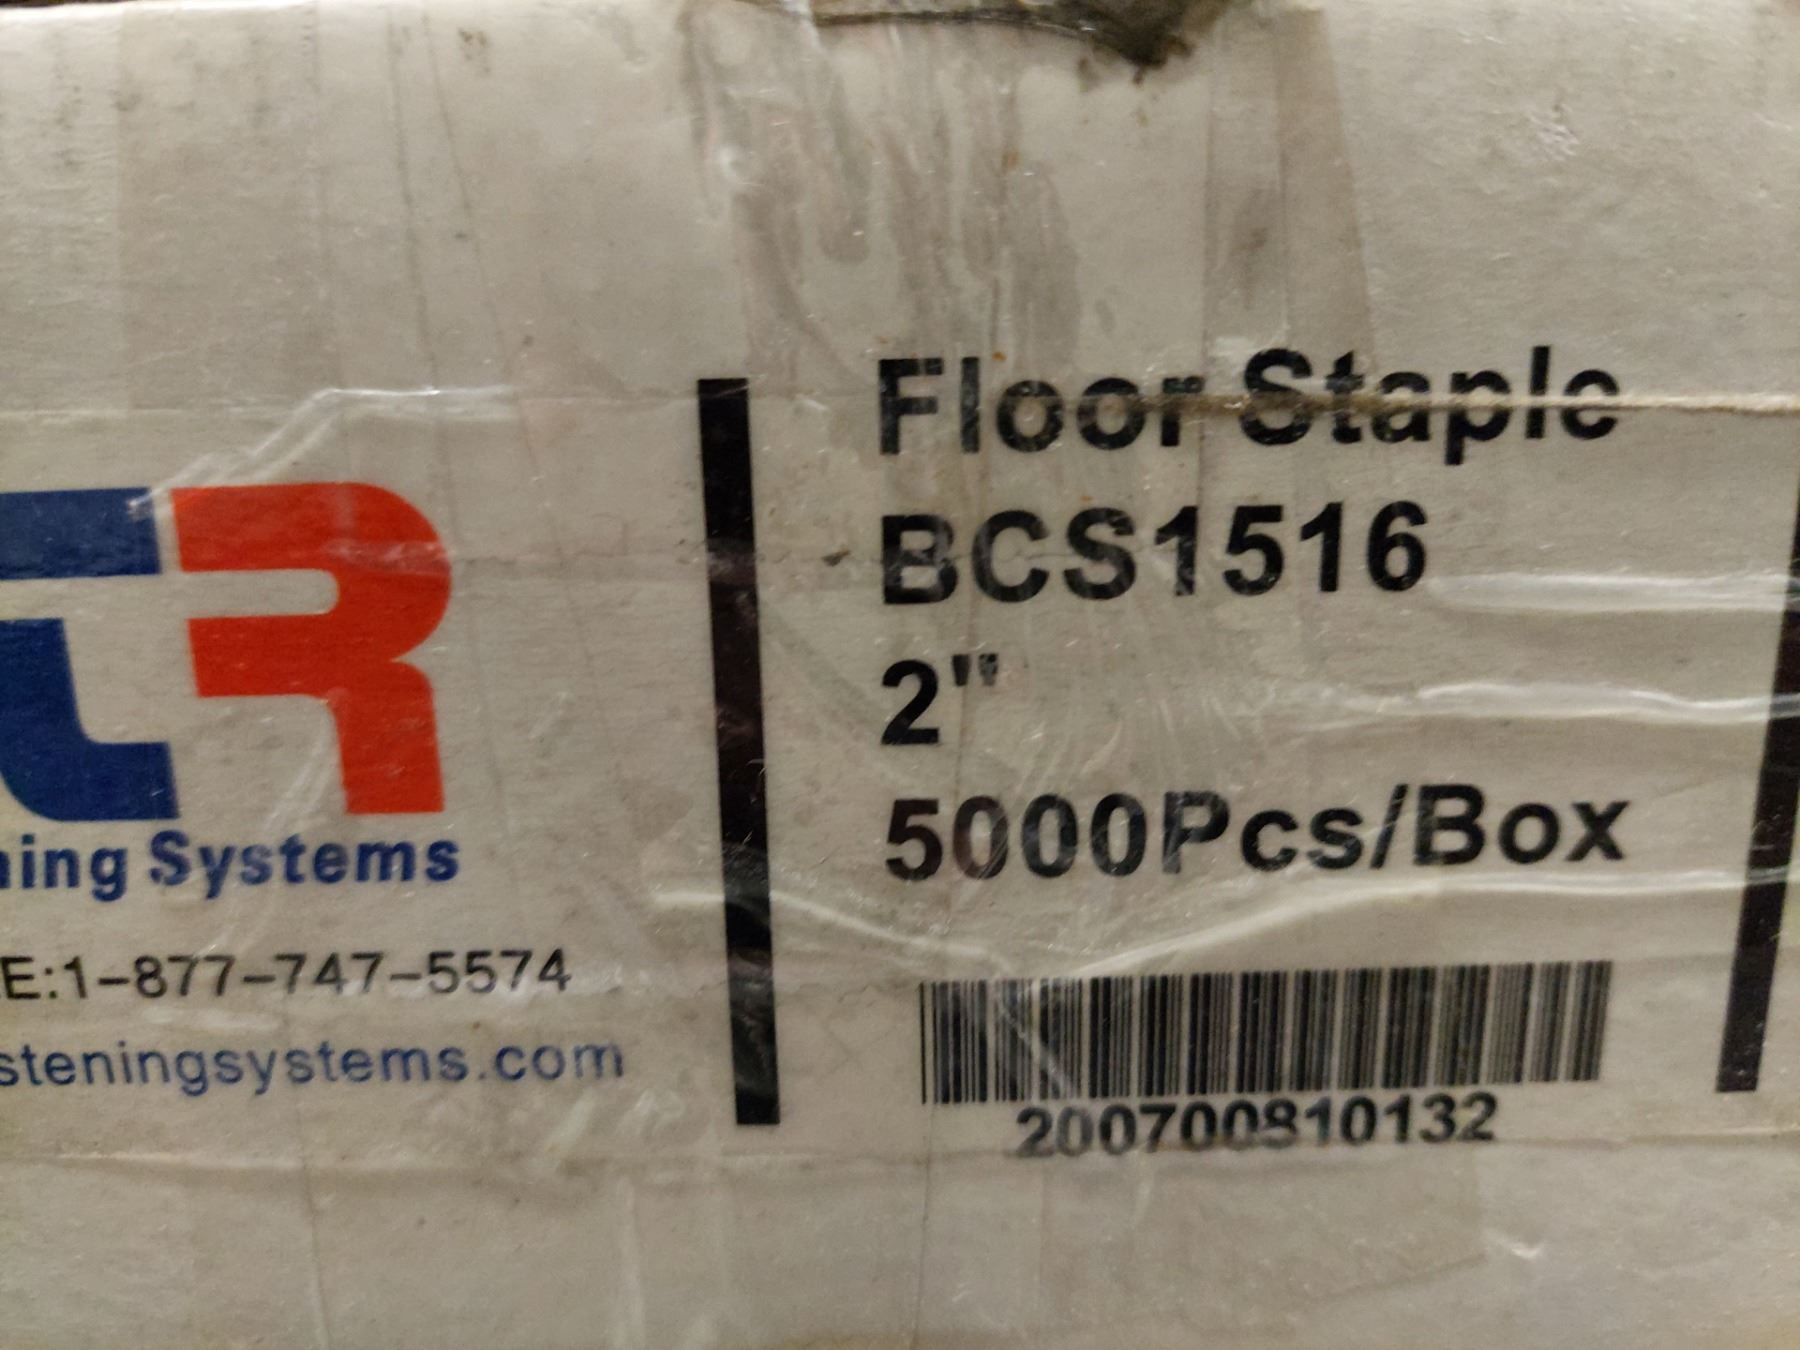 R
ning Systems
E:1-877-747-5574
steningsystems.com
Floor Staple
BCS1516
2"
5000Pcs/Box
200700810132